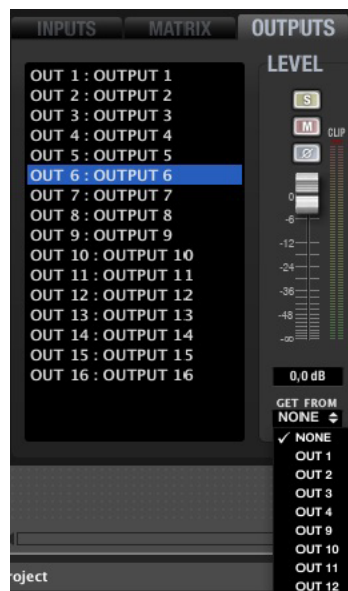 INPUTS MATRIX OUTPUTS
OUT 1 : OUTPUT 1
OUT 2 : OUTPUT 2
OUT 3 : OUTPUT 3
OUT 4 : OUTPUT 4
OUT 5 : OUTPUT 5
OUT 6 : OUTPUT 6
OUT 7 : OUTPUT 7
OUT 8 : OUTPUT 8
OUT 9 : OUTPUT 9
OUT 10 : OUTPUT 10
OUT 11 : OUTPUT 11
OUT 12 : OUTPUT 12
OUT 13 : OUTPUT 13
OUT 14 : OUTPUT 14
OUT 15 : OUTPUT 15
OUT 16 : OUTPUT 16
LEVEL
S
M
CLIP
Ø
0
-6
-12
-24
-36
-48
-∞
0,0 dB
GET FROM
NONE
✓ NONE
OUT 1
OUT 2
OUT 3
OUT 4
OUT 9
OUT 10
OUT 11
OUT 12
roject